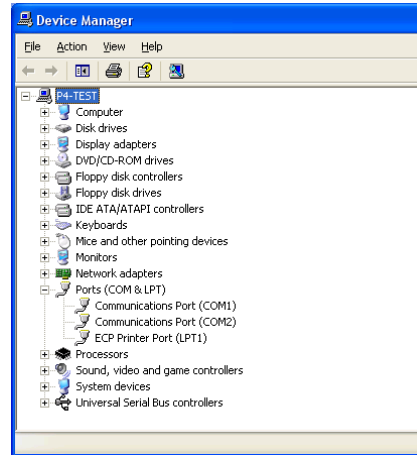 Device Manager
File Action View Help
P4-TEST
Computer
Disk drives
Display adapters
DVD/CD-ROM drives
Floppy disk controllers
Floppy disk drives
IDE ATA/ATAPI controllers
Keyboards
Mice and other pointing devices
Monitors
Network adapters
Ports (COM & LPT)
Communications Port (COM1)
Communications Port (COM2)
ECP Printer Port (LPT1)
Processors
Sound, video and game controllers
System devices
Universal Serial Bus controllers